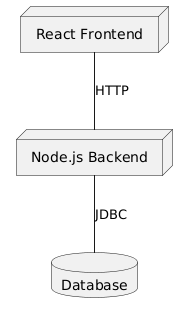 React Frontend
HTTP
Node.js Backend
JDBC
Database